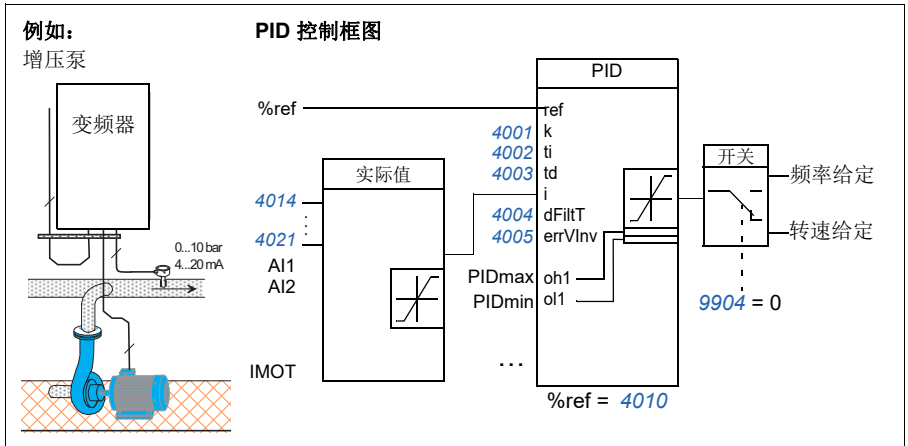 例如：
增压泵
变频器
0...10 bar
4...20 mA
PID 控制框图
%ref
4014
4021
AI1
AI2
IMOT
实际值
PID
ref
4001 k
4002 ti
4003 td
i
4004 dFiltT
4005 errVInv
PIDmax oh1
PIDmin ol1
...
%ref = 4010
开关
频率给定
转速给定
9904 = 0